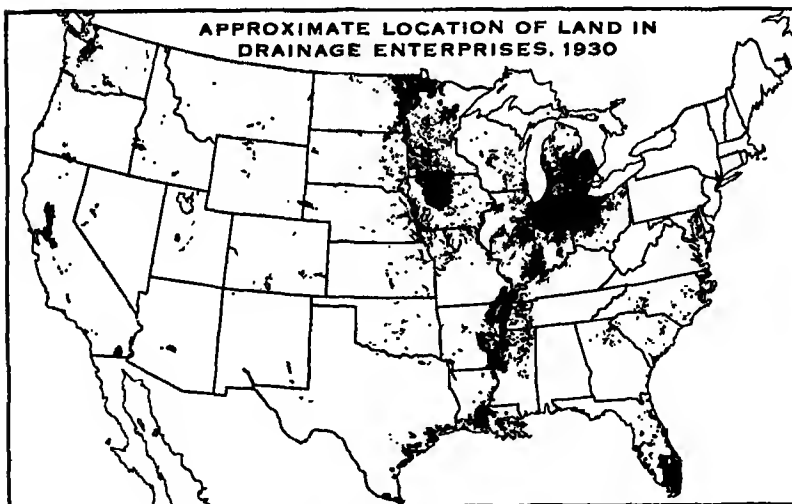 APPROXIMATE LOCATION OF LAND IN
DRAINAGE ENTERPRISES, 1930